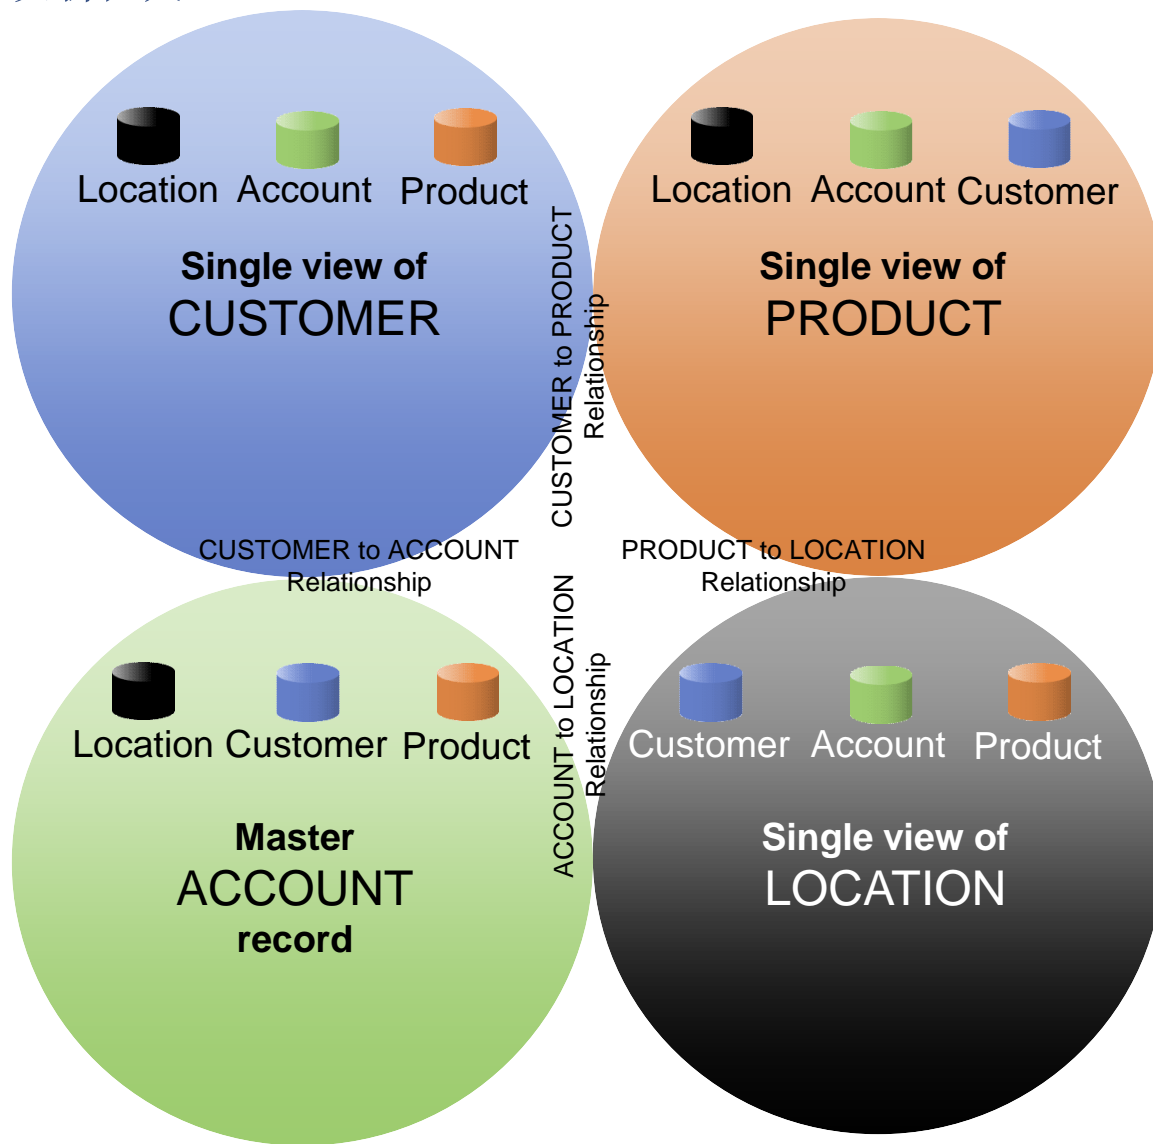 Location Account Product
Single view of
CUSTOMER
Location Account Customer
Single view of
PRODUCT
CUSTOMER to PRODUCT
Relationship
CUSTOMER to ACCOUNT
Relationship
PRODUCT to LOCATION
Relationship
ACCOUNT to LOCATION
Relationship
Location Customer Product
Master
ACCOUNT
record
Customer Account Product
Single view of
LOCATION